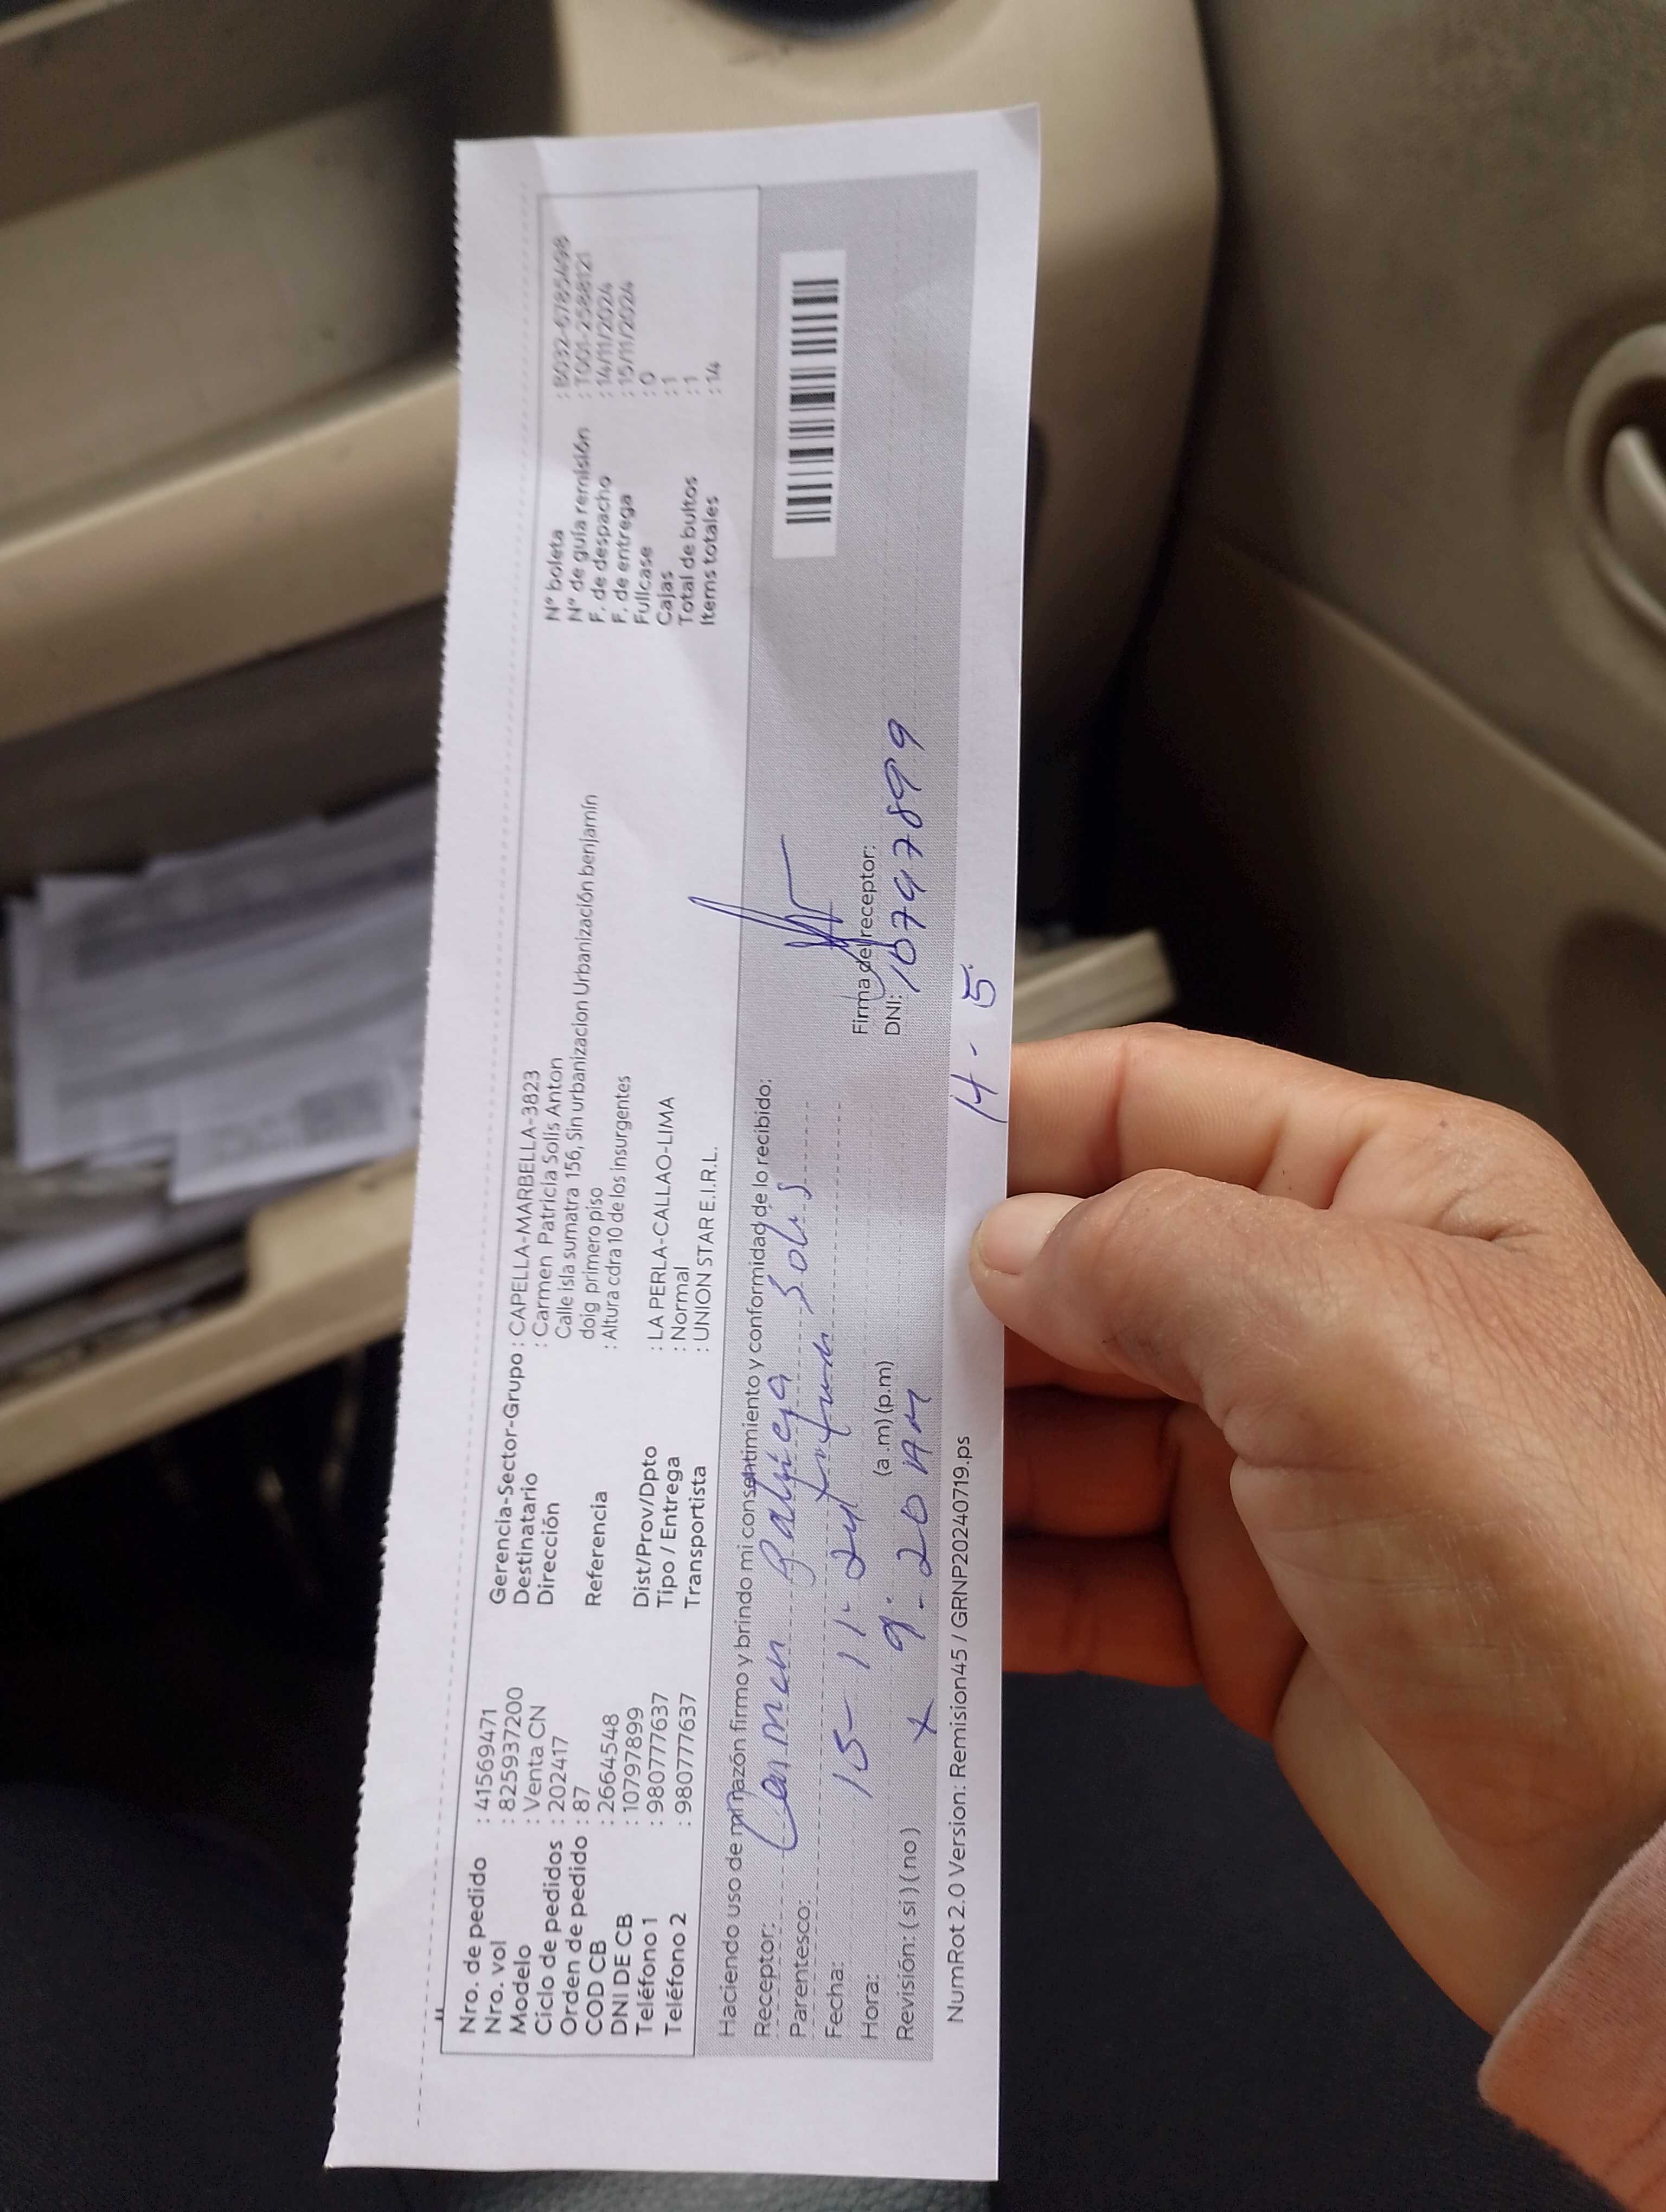 Nro. de pedido : 41569471
Nro. vol : 825937200
Modelo : Venta CN
Ciclo de pedidos : 202417
Orden de pedido : 87
COD CB : 26645548
DNI DE CB : 10797899
Teléfono 1 : 980777637
Teléfono 2 : 980777637
Gerencia-Sector-Grupo : CAPELLA-MARBELLA-3823
Destinatario : Carmen Patricia Solis Anton
Dirección Calle isla sumatra 156, Sin urbanizacion Urbanización benjamín
doig primero piso
Referencia : Altura cdra 10 de los insurgentes
Dist/Prov/Dpto : LA PERLA-CALLAO-LIMA
Tipo / Entrega : Normal
Transportista : UNION STAR E.I.R.L.
N° boleta
N° de guía remisión : T001-2588121
F. de despacho : 14/11/2024
F. de entrega : 15/11/2024
Fullcase : 0
Cajas : 1
Total de bultos : 1
Items totales : 14
Haciendo uso de mi razón firmo y brindo mi consentimiento y conformidad de lo recibido:
Receptor: Carmen Solis
Parentesco:
Fecha: 15-11-24
Hora: 9:20 AM (a.m) (p.m)
Revisión: (si) (no) x
Firma del receptor:
DNI: 10797899
NumRot 2.0 Version: Remision45 / GRNP20240719.ps
H-5